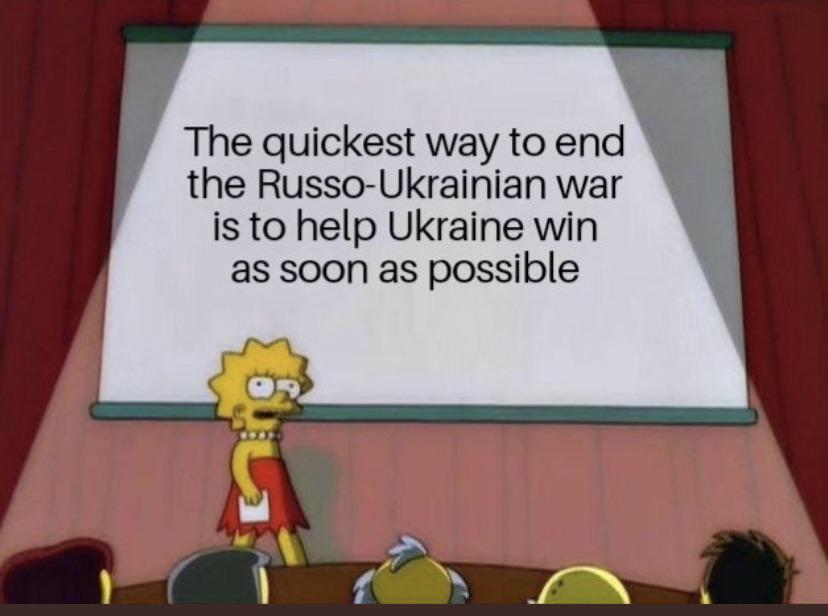 The quickest way to end
the Russo-Ukrainian war
is to help Ukraine win
as soon as possible